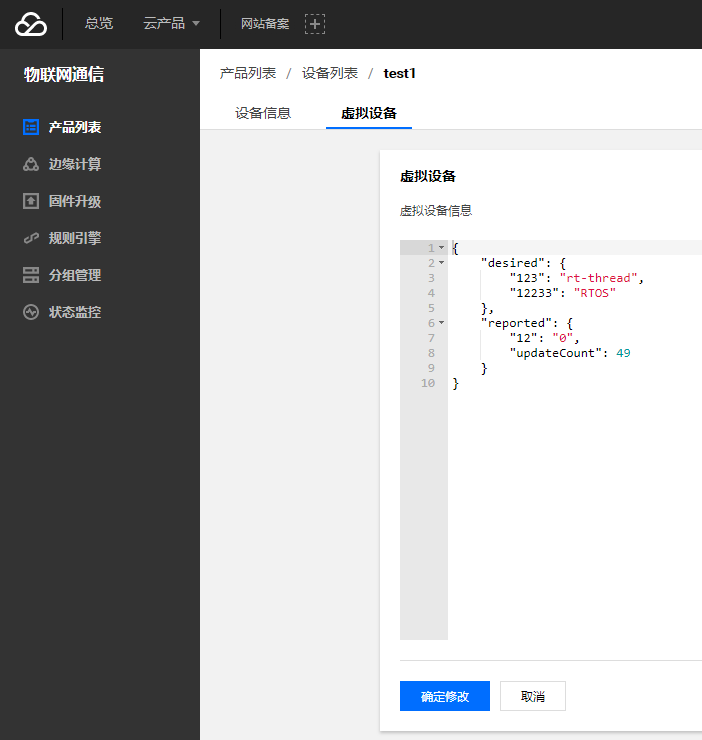 总览 云产品 网站备案
物联网通信
产品列表
边缘计算
固件升级
规则引擎
分组管理
状态监控
产品列表 / 设备列表 / test1
设备信息 虚拟设备
虚拟设备
虚拟设备信息
1 {
2 "desired": {
3 "123": "rt-thread",
4 "12233": "RTOS"
5 },
6 "reported": {
7 "12": "0",
8 "updateCount": 49
9 }
10 }
确定修改 取消